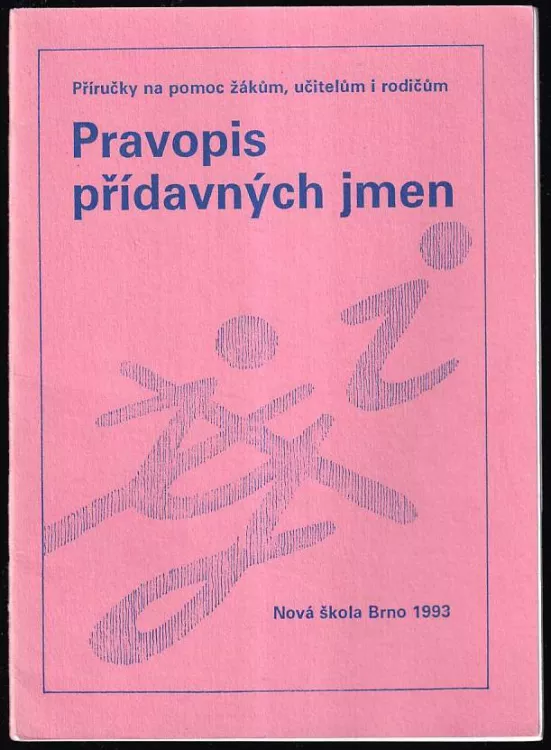 Příručky na pomoc žákům, učitelům i rodičům
Pravopis
přídavných jmen
Nová škola Brno 1993